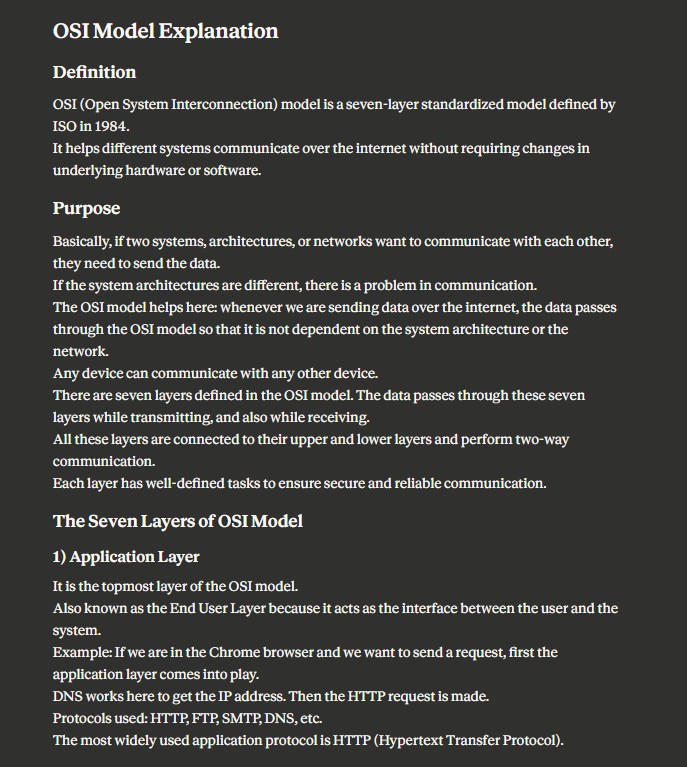 OSI Model Explanation
Definition
OSI (Open System Interconnection) model is a seven-layer standardized model defined by
ISO in 1984.
It helps different systems communicate over the internet without requiring changes in
underlying hardware or software.
Purpose
Basically, if two systems, architectures, or networks want to communicate with each other,
they need to send the data.
If the system architectures are different, there is a problem in communication.
The OSI model helps here: whenever we are sending data over the internet, the data passes
through the OSI model so that it is not dependent on the system architecture or the
network.
Any device can communicate with any other device.
There are seven layers defined in the OSI model. The data passes through these seven
layers while transmitting, and also while receiving.
All these layers are connected to their upper and lower layers and perform two-way
communication.
Each layer has well-defined tasks to ensure secure and reliable communication.
The Seven Layers of OSI Model
1) Application Layer
It is the topmost layer of the OSI model.
Also known as the End User Layer because it acts as the interface between the user and the
system.
Example: If we are in the Chrome browser and we want to send a request, first the
application layer comes into play.
DNS works here to get the IP address. Then the HTTP request is made.
Protocols used: HTTP, FTP, SMTP, DNS, etc.
The most widely used application protocol is HTTP (Hypertext Transfer Protocol).